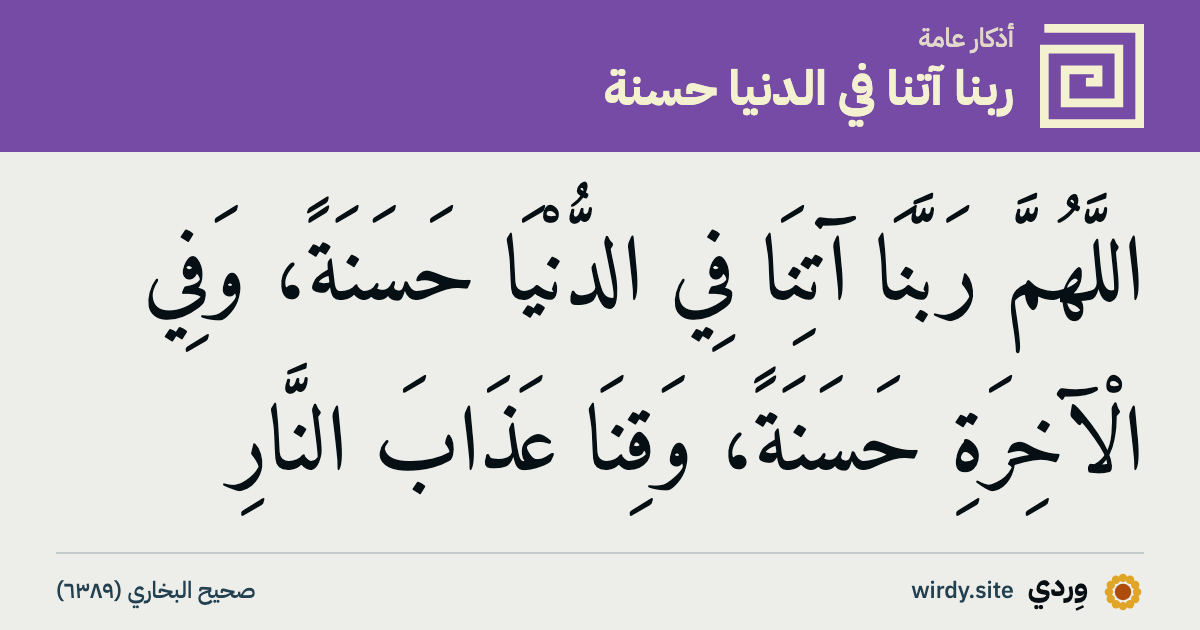 أذكار عامة
ربنا آتنا في الدنيا حسنة
اللَّهُمَّ رَبَّنَا آتِنَا فِي الدُّنْيَا حَسَنَةً، وَفِي
الْآخِرَةِ حَسَنَةً، وَقِنَا عَذَابَ النَّارِ
وِردي wirdy.site
صحيح البخاري (٦٣٨٩)